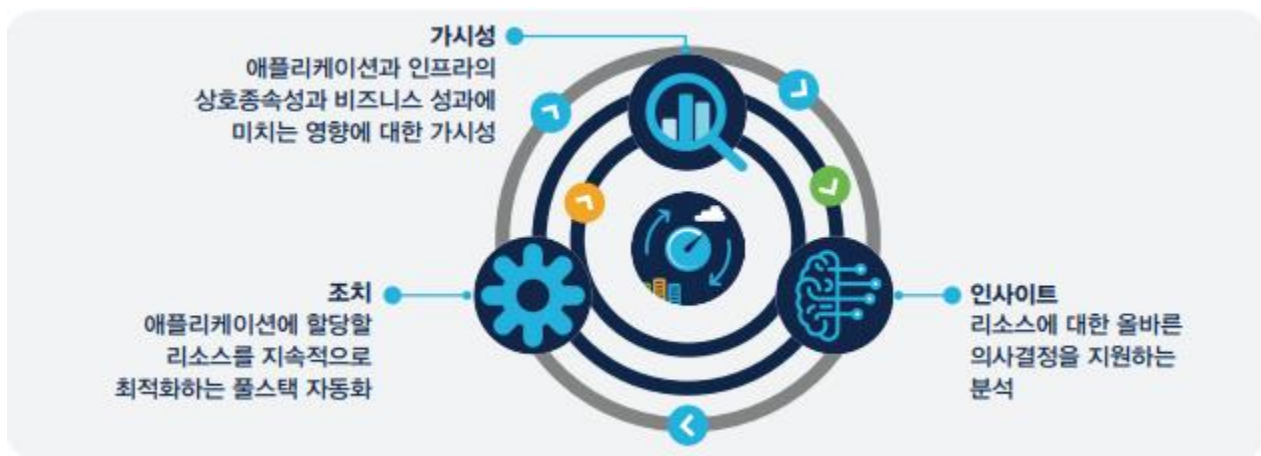 가시성
애플리케이션과 인프라의
상호종속성과 비즈니스 성과에
미치는 영향에 대한 가시성
조치
애플리케이션에 할당할
리소스를 지속적으로
최적화하는 풀스택 자동화
인사이트
리소스에 대한 올바른
의사결정을 지원하는
분석